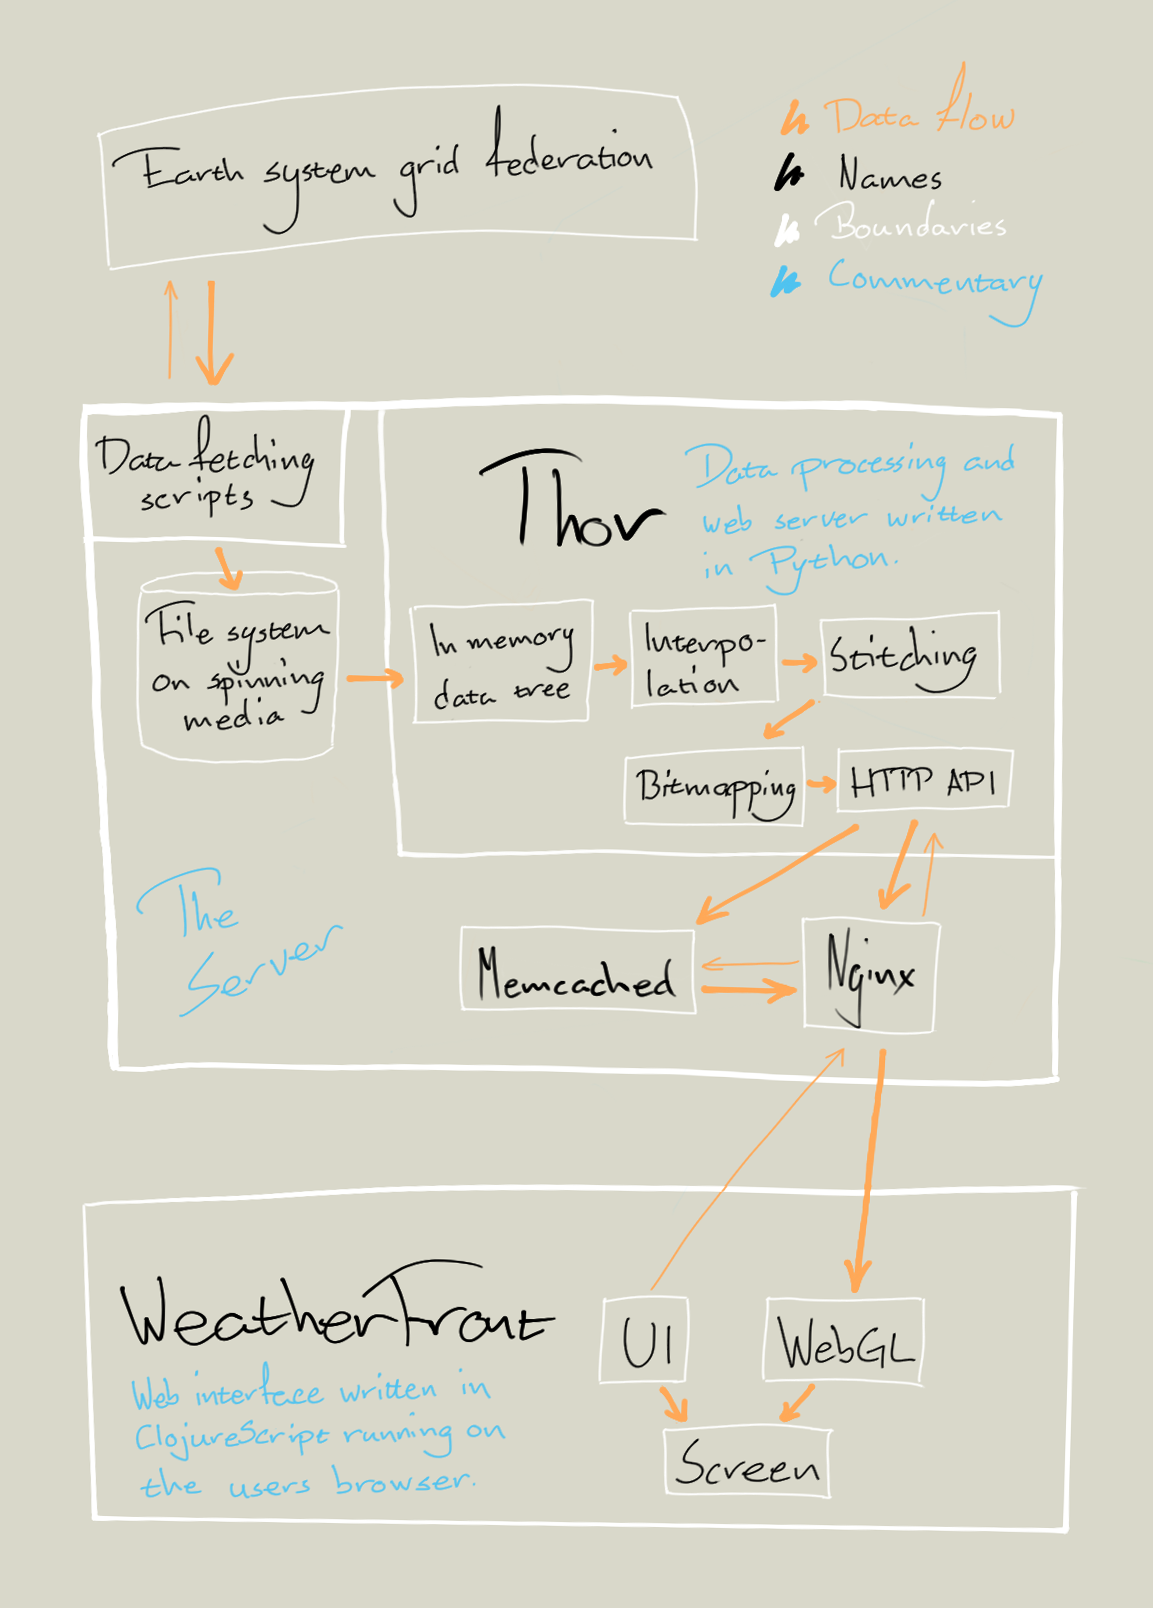 Earth system grid federation
Data flow
Names
Boundaries
Commentary
Data fetching
scripts
Thor
Data processing and
web server written
in Python.
File system
on spinning
media
In memory
data tree
Interpo-
lation
Stitching
Bitmapping
HTTP API
The
Server
Memcached
Nginx
WeatherFront
Web interface written in
ClojureScript running on
the users browser.
UI
WebGL
Screen